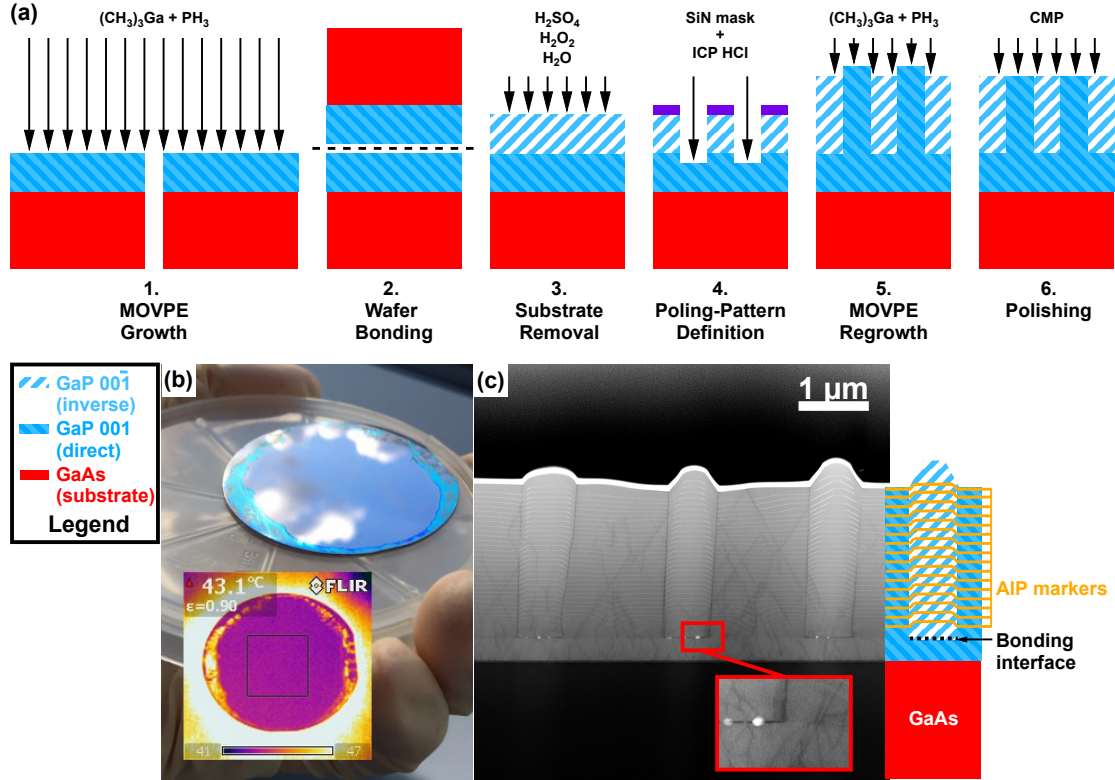 (a)
(CH₃)₃Ga + PH₃
H₂SO₄
H₂O₂
H₂O
SiN mask
+
ICP HCl
(CH₃)₃Ga + PH₃
CMP
1.
MOVPE
Growth
2.
Wafer
Bonding
3.
Substrate
Removal
4.
Poling-Pattern
Definition
5.
MOVPE
Regrowth
6.
Polishing
GaP 001̄
(inverse)
GaP 001
(direct)
GaAs
(substrate)
Legend
(b)
43.1°C
FLIR
ε=0.90
41
47
(c)
1 µm
AlP markers
Bonding
interface
GaAs